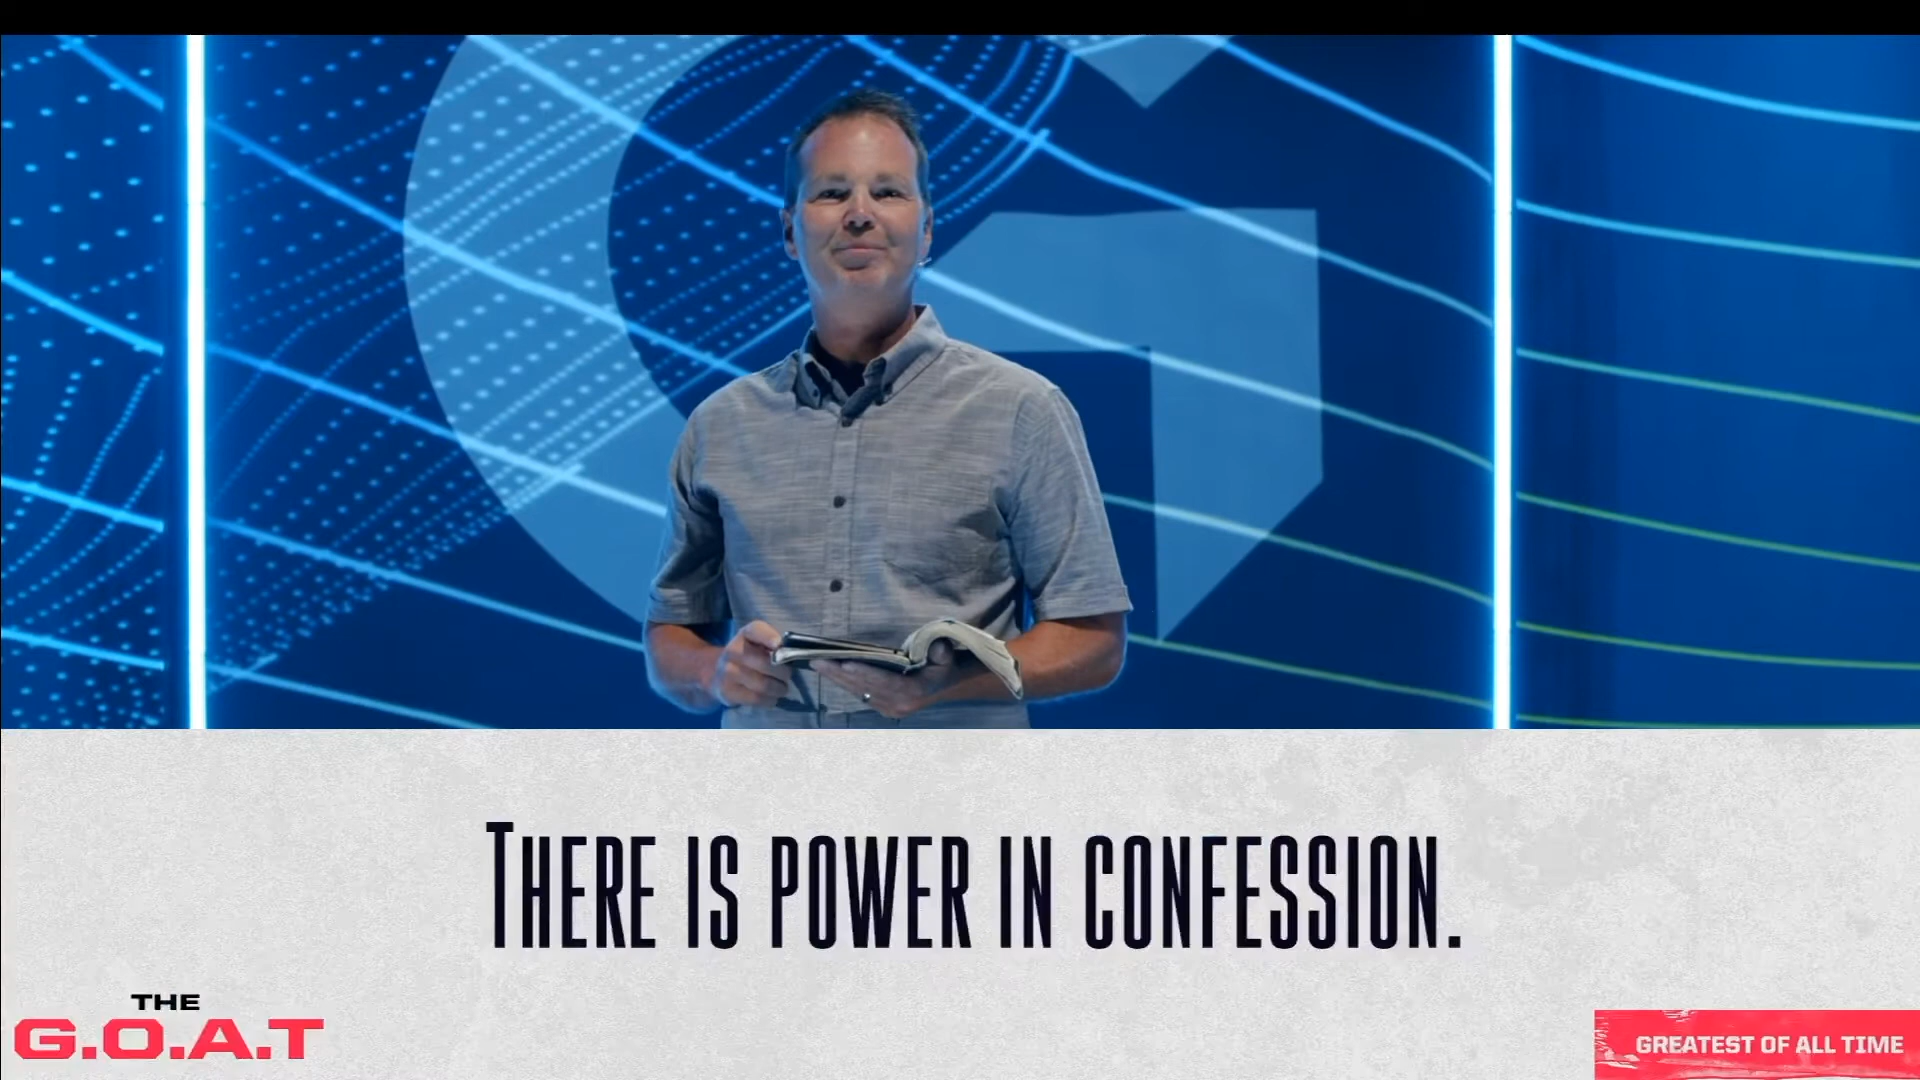 THERE IS POWER IN CONFESSION.
THE
G.O.A.T
GREATEST OF ALL TIME